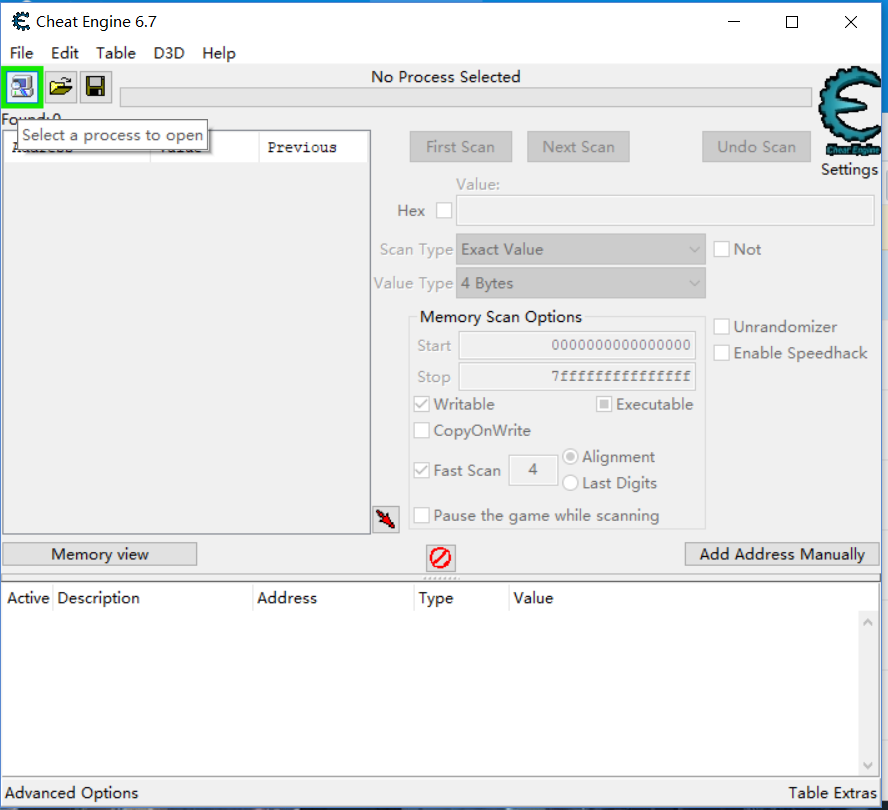 Cheat Engine 6.7
File Edit Table D3D Help
No Process Selected
Found: 0
Select a process to open
Address Value Previous
First Scan Next Scan Undo Scan
Cheat Engine
Settings
Value:
Hex
Scan Type Exact Value Not
Value Type 4 Bytes
Memory Scan Options
Unrandomizer
Start 0000000000000000
Enable Speedhack
Stop 7fffffffffffffff
Writable Executable
CopyOnWrite
Fast Scan 4 Alignment
Last Digits
Pause the game while scanning
Memory view Add Address Manually
Active Description Address Type Value
Advanced Options Table Extras